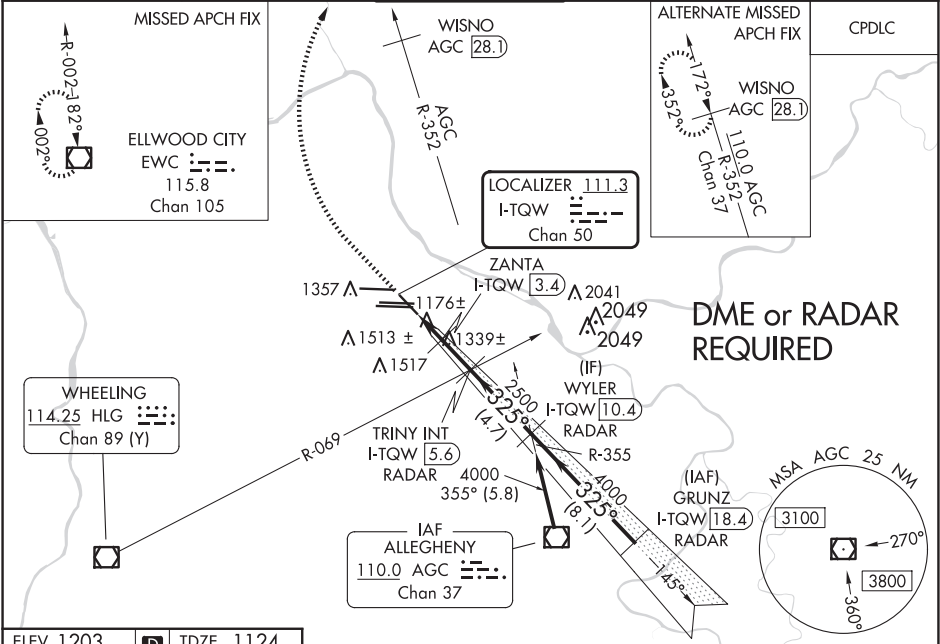 MISSED APCH FIX
R-002
182°
002°
ELLWOOD CITY
EWC
115.8
Chan 105
WISNO
AGC 28.1
AGC
R-352
ALTERNATE MISSED
APCH FIX
172°
352°
WISNO
AGC 28.1
110.0 AGC
R-352
Chan 37
CPDLC
LOCALIZER 111.3
I-TQW
Chan 50
ZANTA
I-TQW 3.4
1357
1176±
2041
2049
2049
1513 ±
1339±
1517
DME or RADAR
REQUIRED
WHEELING
114.25 HLG
Chan 89 (Y)
R-069
TRINY INT
I-TQW 5.6
RADAR
2500
325°
(4.7)
(IF)
WYLER
I-TQW 10.4
RADAR
R-355
4000
355° (5.8)
4000
325°
(8.1)
(IAF)
GRUNZ
I-TQW 18.4
RADAR
145°
IAF
ALLEGHENY
110.0 AGC
Chan 37
MSA AGC 25 NM
3100
270°
3800
360°
ELEV 1203
D
TDZE 1124